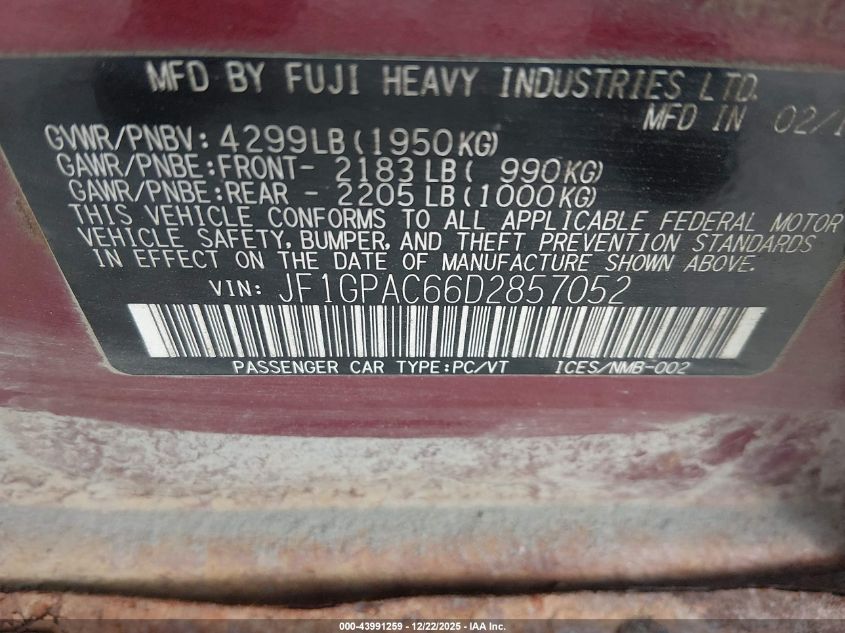 MFD BY FUJI HEAVY INDUSTRIES LTD.
MFD IN 02/1
GVWR/PNBV: 4299LB(1950KG)
GAWR/PNBE:FRONT- 2183LB( 990KG)
GAWR/PNBE:REAR - 2205LB(1000KG)
THIS VEHICLE CONFORMS TO ALL APPLICABLE FEDERAL MOTOR
VEHICLE SAFETY, BUMPER, AND THEFT PREVENTION STANDARDS
IN EFFECT ON THE DATE OF MANUFACTURE SHOWN ABOVE.
VIN: JF1GPAC66D2857052
PASSENGER CAR TYPE:PC/VT ICES/NMB-002
000-43991259 - 12/22/2025 - IAA Inc.